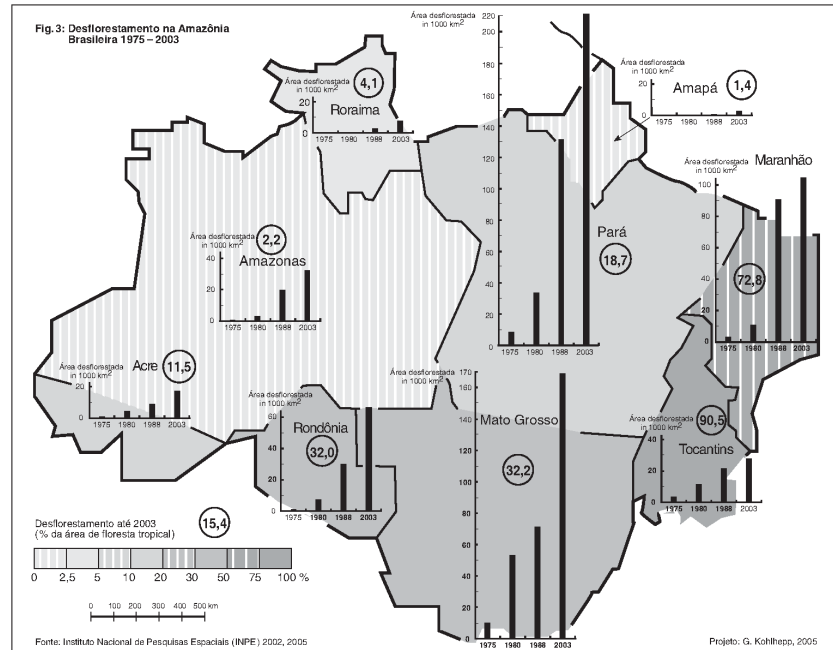 Fig. 3: Desflorestamento na Amazônia
Brasileira 1975 – 2003
Área desflorestada
in 1000 km²
4,1
Roraima
20
0
1975 1980 1988 2003
Área desflorestada
in 1000 km²
220
200
180
160
140
120
100
80
60
40
20
0
1975 1980 1988 2003
Pará
18,7
Área desflorestada
in 1000 km²
Amapá
1,4
20
0
1975 1980 1988 2003
Área desflorestada
in 1000 km²
Maranhão
100
80
60
40
20
0
1975 1980 1988 2003
72,8
Área desflorestada
in 1000 km²
2,2
Amazonas
40
20
0
1975 1980 1988 2003
Área desflorestada
in 1000 km²
Acre
11,5
20
0
1975 1980 1988 2003
Área desflorestada
in 1000 km²
Rondônia
32,0
60
40
20
0
1975 1980 1988 2003
Área desflorestada
in 1000 km²
Mato Grosso
32,2
170
160
140
120
100
80
60
40
20
0
1975 1980 1988 2003
Área desflorestada
in 1000 km²
90,5
Tocantins
40
20
0
1975 1980 1988 2003
Desflorestamento até 2003
(% da área de floresta tropical)
15,4
0 2,5 5 10 20 30 50 75 100 %
0 100 200 300 400 500 km
Fonte: Instituto Nacional de Pesquisas Espaciais (INPE) 2002, 2005
Projeto: G. Kohlhepp, 2005